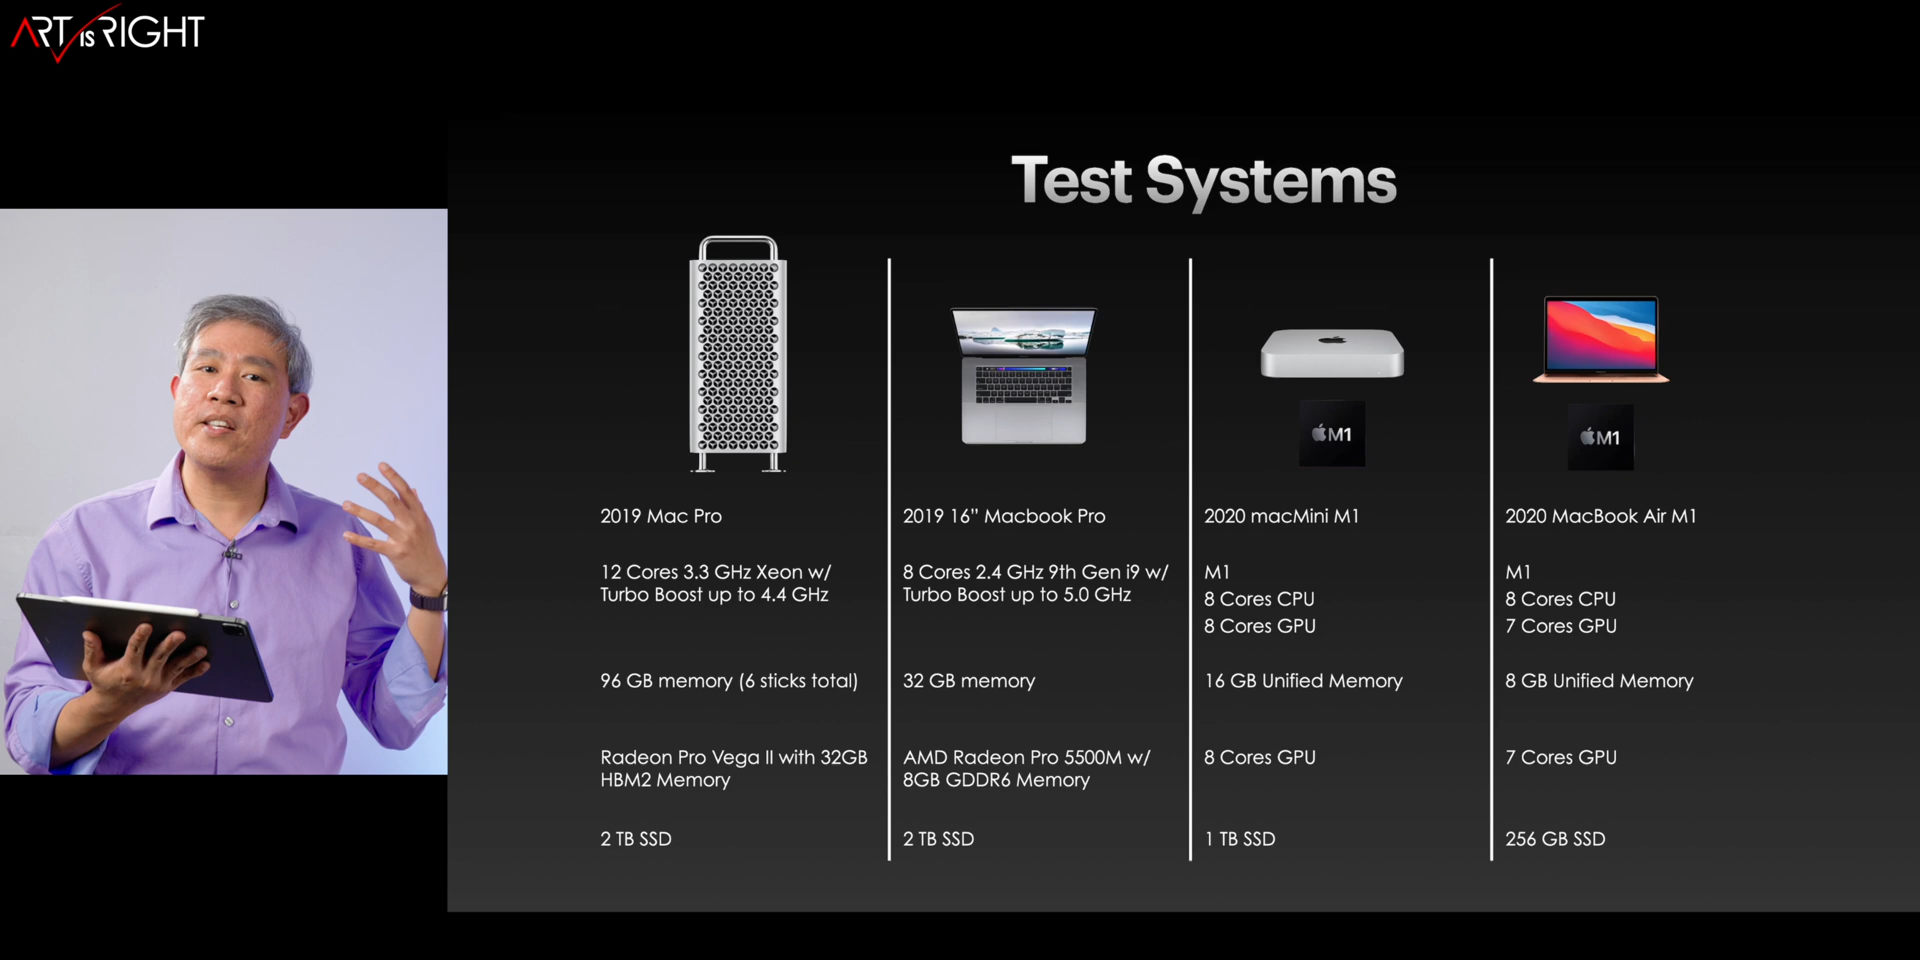 ART IS RIGHT
Test Systems
2019 Mac Pro
12 Cores 3.3 GHz Xeon w/
Turbo Boost up to 4.4 GHz
96 GB memory (6 sticks total)
Radeon Pro Vega II with 32GB
HBM2 Memory
2 TB SSD
2019 16” Macbook Pro
8 Cores 2.4 GHz 9th Gen i9 w/
Turbo Boost up to 5.0 GHz
32 GB memory
AMD Radeon Pro 5500M w/
8GB GDDR6 Memory
2 TB SSD
M1
2020 macMini M1
M1
8 Cores CPU
8 Cores GPU
16 GB Unified Memory
8 Cores GPU
1 TB SSD
M1
2020 MacBook Air M1
M1
8 Cores CPU
7 Cores GPU
8 GB Unified Memory
7 Cores GPU
256 GB SSD